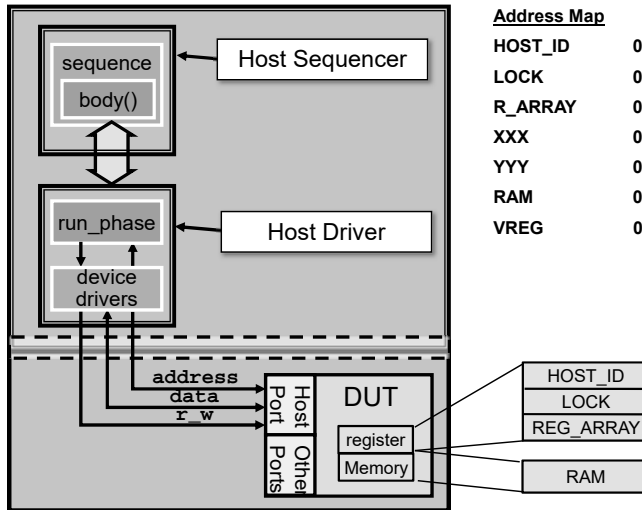 Address Map
HOST_ID 0
LOCK 0
R_ARRAY 0
XXX 0
YYY 0
RAM 0
VREG 0
sequence
body()
Host Sequencer
run_phase
device
drivers
Host Driver
address
data
r_w
Host
Port
Other
Ports
DUT
register
Memory
HOST_ID
LOCK
REG_ARRAY
RAM